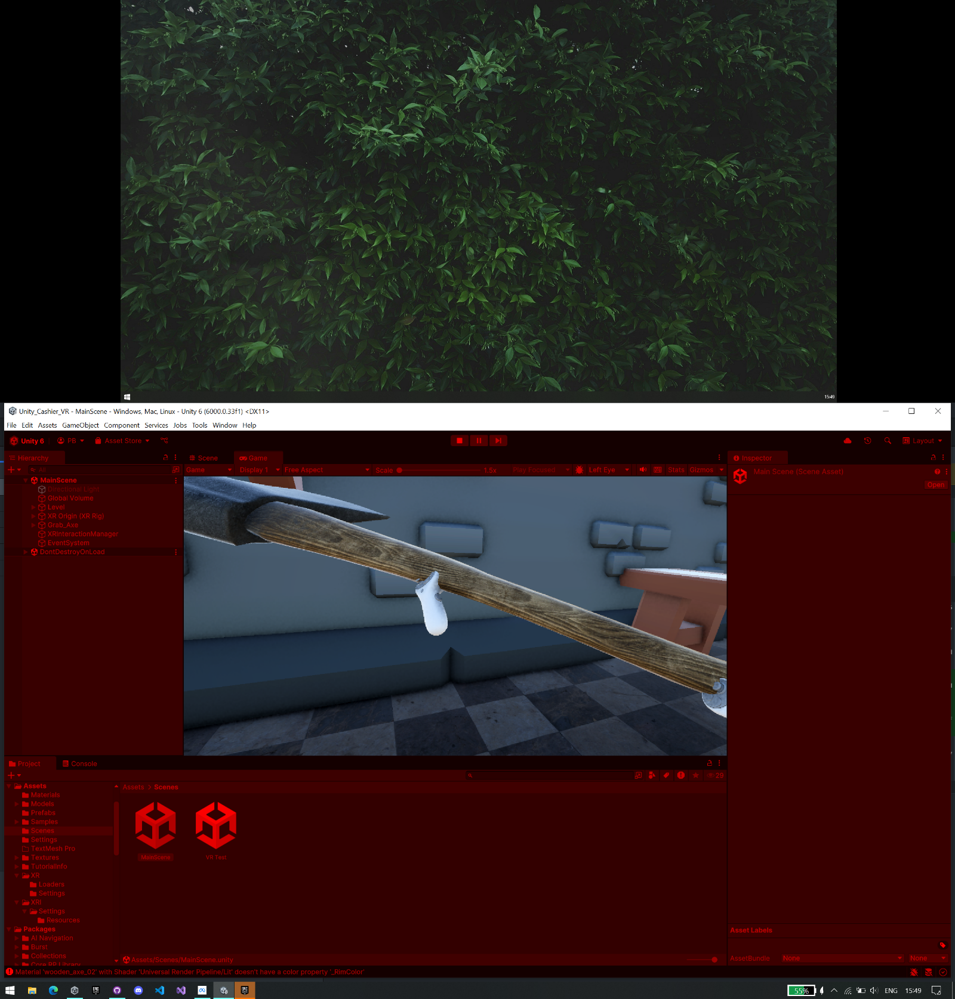 15:49
Unity_Cashier_VR - MainScene - Windows, Mac, Linux - Unity 6 (6000.0.33f1) <DX11>
File Edit Assets GameObject Component Services Jobs Tools Window Help
Unity 6 PB Asset Store Layout
Hierarchy
All
MainScene
Directional Light
Global Volume
Level
XR Origin (XR Rig)
Grab_Axe
XRInteractionManager
EventSystem
DontDestroyOnLoad
Scene Game
Game Display 1 Free Aspect Scale 1.5x Play Focused Left Eye Stats Gizmos
Inspector
Main Scene (Scene Asset)
Open
Project Console
29
Assets
Materials
Models
Prefabs
Samples
Scenes
Settings
TextMesh Pro
Textures
TutorialInfo
XR
Loaders
Settings
XRI
Settings
Resources
Packages
AI Navigation
Burst
Collections
Core RP Library
Assets > Scenes
MainScene VR Test
Assets/Scenes/MainScene.unity
Asset Labels
AssetBundle None None
Material 'wooden_axe_02' with Shader 'Universal Render Pipeline/Lit' doesn't have a color property '_RimColor'
EPIC GAMES
EPIC GAMES
55% ENG 15:49